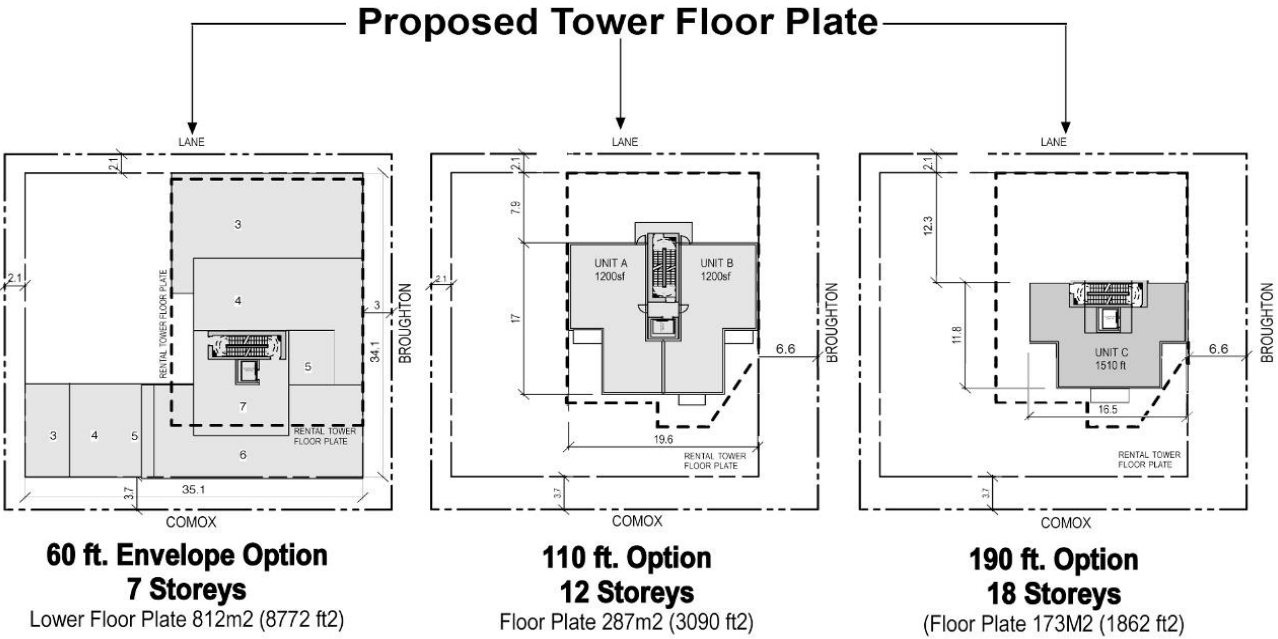 Proposed Tower Floor Plate
LANE
2.1
2.1
3
4
5
7
6
3
4
5
RENTAL TOWER FLOOR PLATE
RENTAL TOWER
FLOOR PLATE
3
34.1
BROUGHTON
35.1
3.7
COMOX
60 ft. Envelope Option
7 Storeys
Lower Floor Plate 812m2 (8772 ft2)
LANE
2.1
7.9
2.1
17
UNIT A
1200sf
UNIT B
1200sf
6.6
BROUGHTON
19.6
RENTAL TOWER
FLOOR PLATE
3.7
COMOX
110 ft. Option
12 Storeys
Floor Plate 287m2 (3090 ft2)
LANE
2.1
12.3
11.8
UNIT C
1510 ft
6.6
BROUGHTON
16.5
RENTAL TOWER
FLOOR PLATE
3.7
COMOX
190 ft. Option
18 Storeys
(Floor Plate 173M2 (1862 ft2)